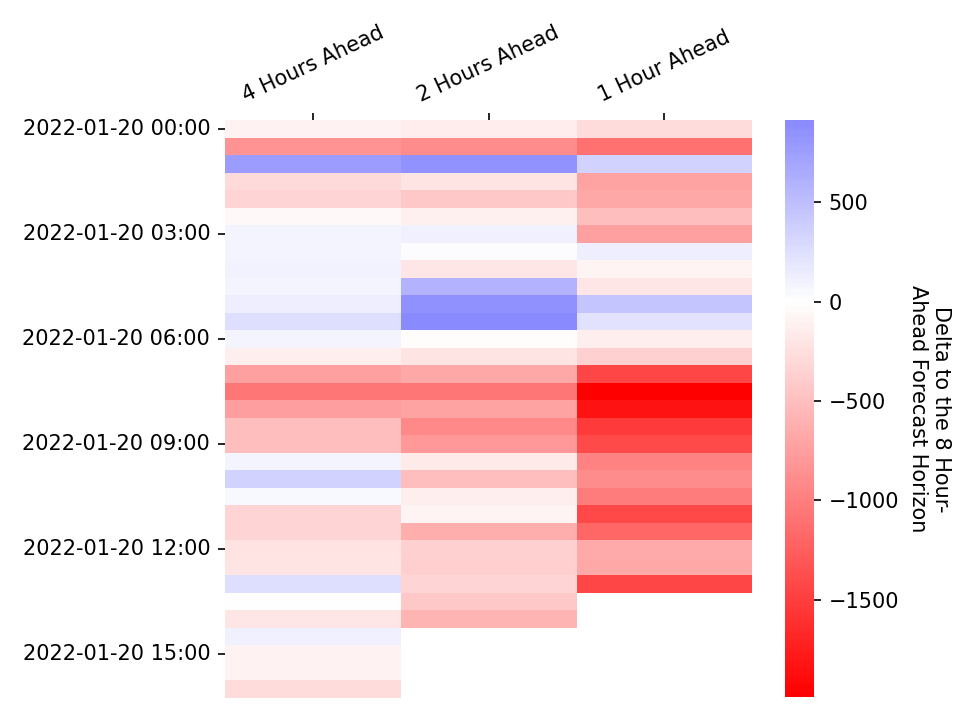 4 Hours Ahead
2 Hours Ahead
1 Hour Ahead
2022-01-20 00:00
2022-01-20 03:00
2022-01-20 06:00
2022-01-20 09:00
2022-01-20 12:00
2022-01-20 15:00
500
0
−500
−1000
−1500
Delta to the 8 Hour-
Ahead Forecast Horizon